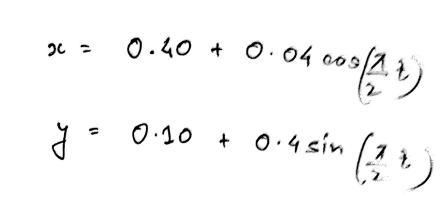 x = 0.40 + 0.04 cos(π/2 t)
y = 0.10 + 0.4 sin(π/2 t)